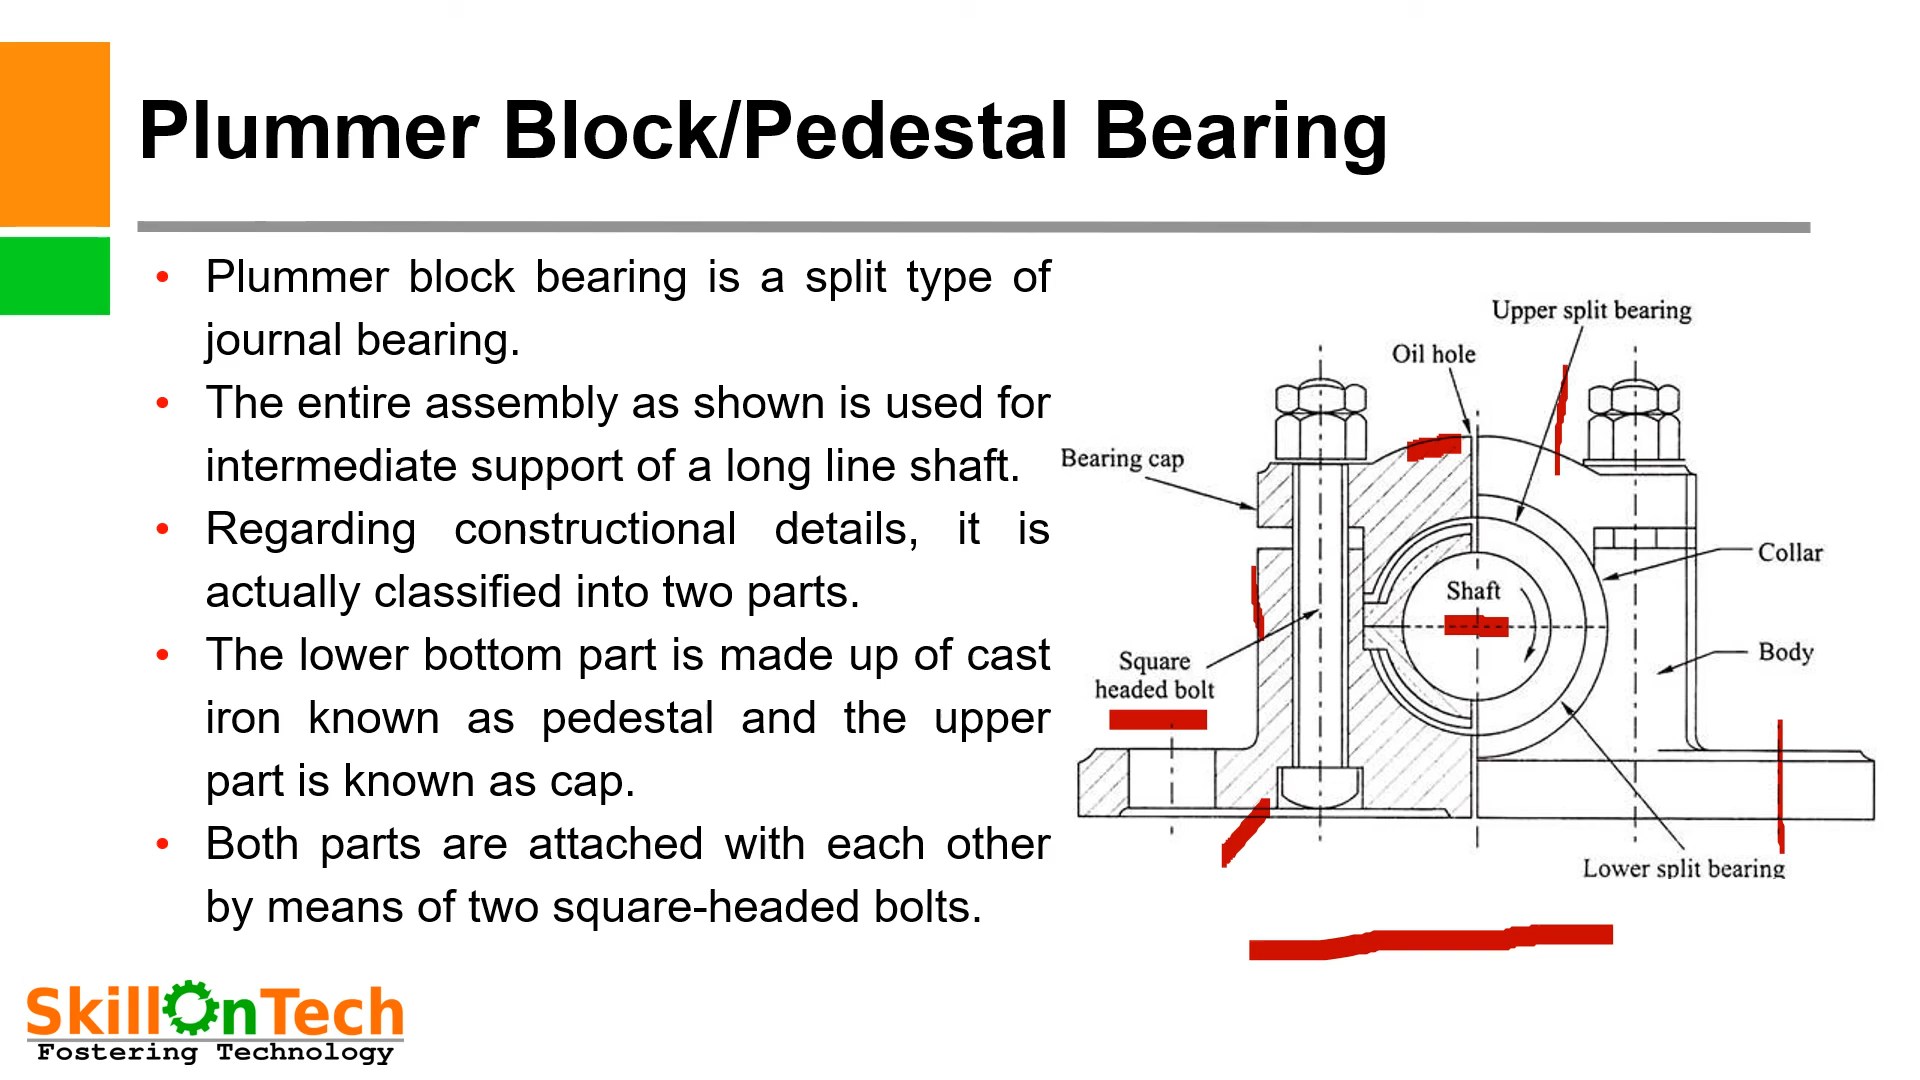 Plummer Block/Pedestal Bearing
• Plummer block bearing is a split type of
journal bearing.
• The entire assembly as shown is used for
intermediate support of a long line shaft.
• Regarding constructional details, it is
actually classified into two parts.
• The lower bottom part is made up of cast
iron known as pedestal and the upper
part is known as cap.
• Both parts are attached with each other
by means of two square-headed bolts.
Upper split bearing
Oil hole
Bearing cap
Collar
Shaft
Body
Square
headed bolt
Lower split bearing
SkillOnTech
Fostering Technology